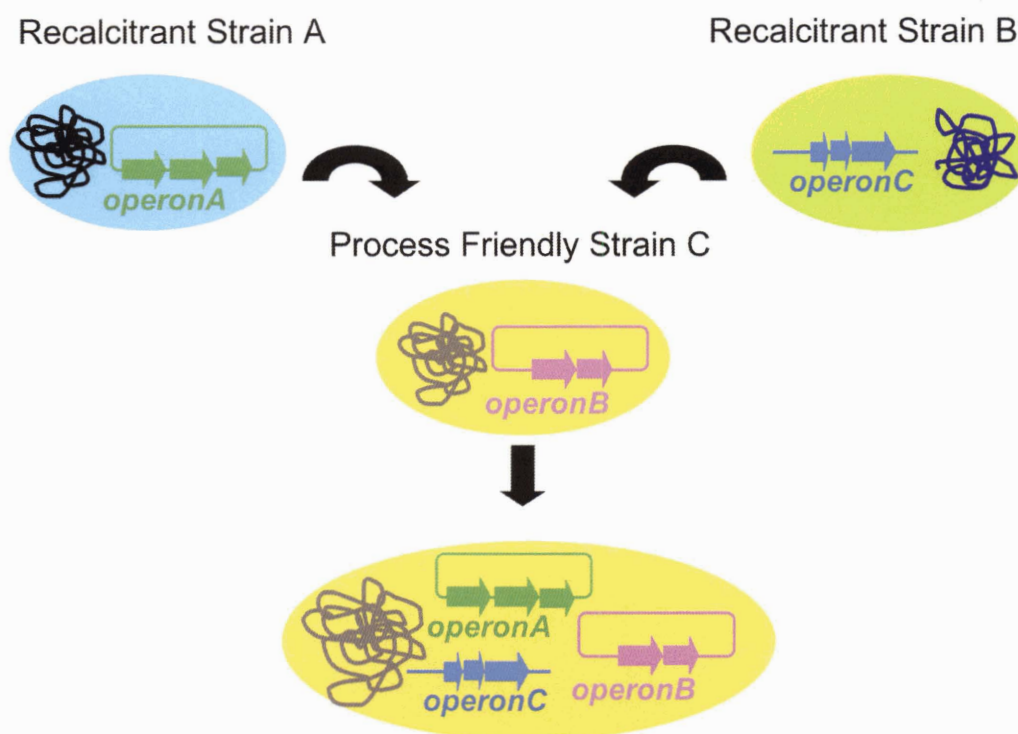 Recalcitrant Strain A
Recalcitrant Strain B
operonA
operonC
Process Friendly Strain C
operonB
operonA
operonC
operonB